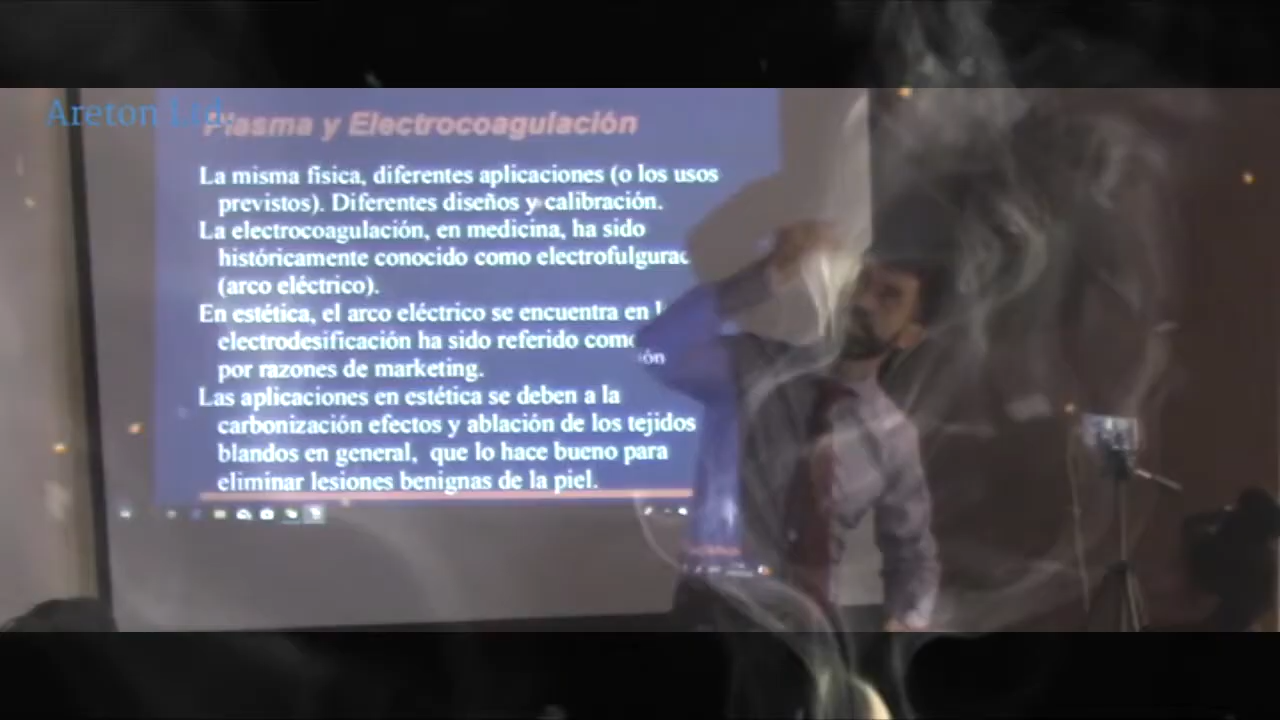 Areton Ltd.
Plasma y Electrocoagulación
La misma física, diferentes aplicaciones (o los usos
previstos). Diferentes diseños y calibración.
La electrocoagulación, en medicina, ha sido
históricamente conocido como electrofulgurac
(arco eléctrico).
En estética, el arco eléctrico se encuentra en l
electrodesificación ha sido referido como
ión
por razones de marketing.
Las aplicaciones en estética se deben a la
carbonización efectos y ablación de los tejidos
blandos en general, que lo hace bueno para
eliminar lesiones benignas de la piel.